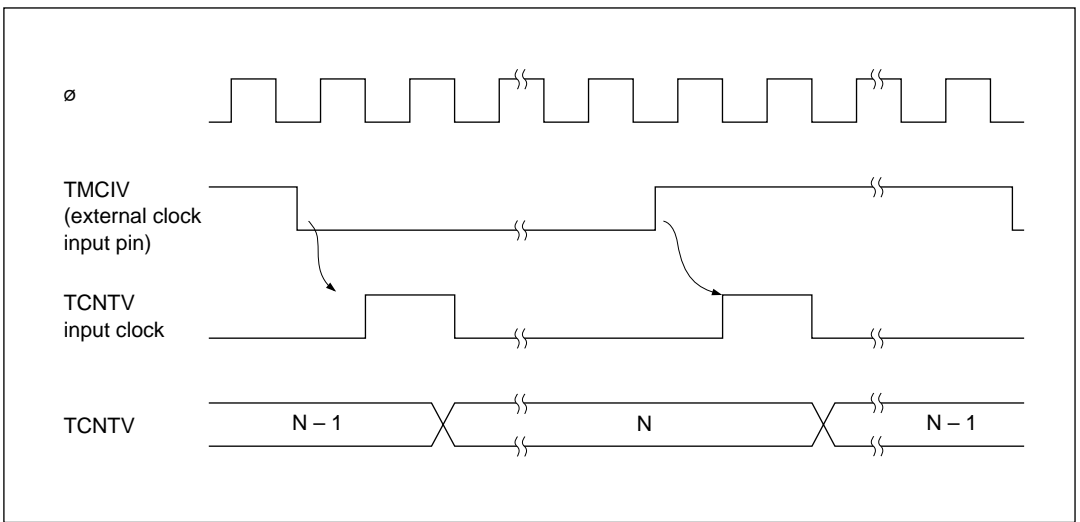 ø
TMCIV
(external clock
input pin)
TCNTV
input clock
TCNTV
N – 1
N
N – 1